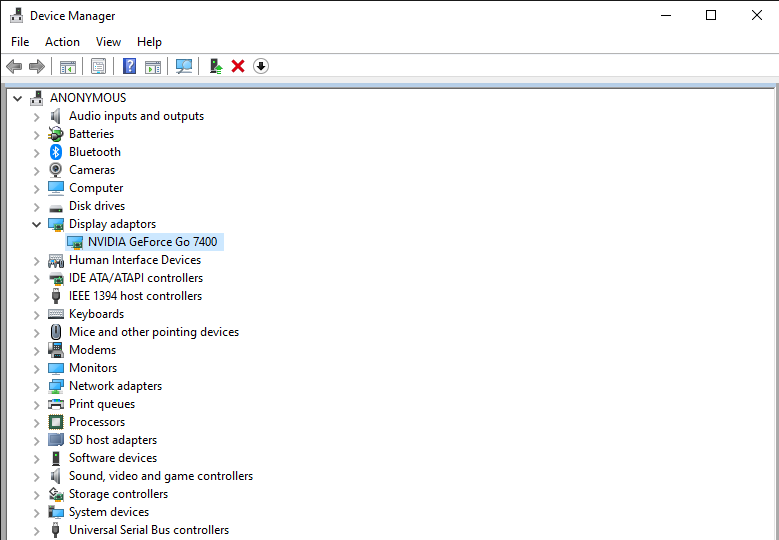 Device Manager
File Action View Help
ANONYMOUS
Audio inputs and outputs
Batteries
Bluetooth
Cameras
Computer
Disk drives
Display adaptors
NVIDIA GeForce Go 7400
Human Interface Devices
IDE ATA/ATAPI controllers
IEEE 1394 host controllers
Keyboards
Mice and other pointing devices
Modems
Monitors
Network adapters
Print queues
Processors
SD host adapters
Software devices
Sound, video and game controllers
Storage controllers
System devices
Universal Serial Bus controllers